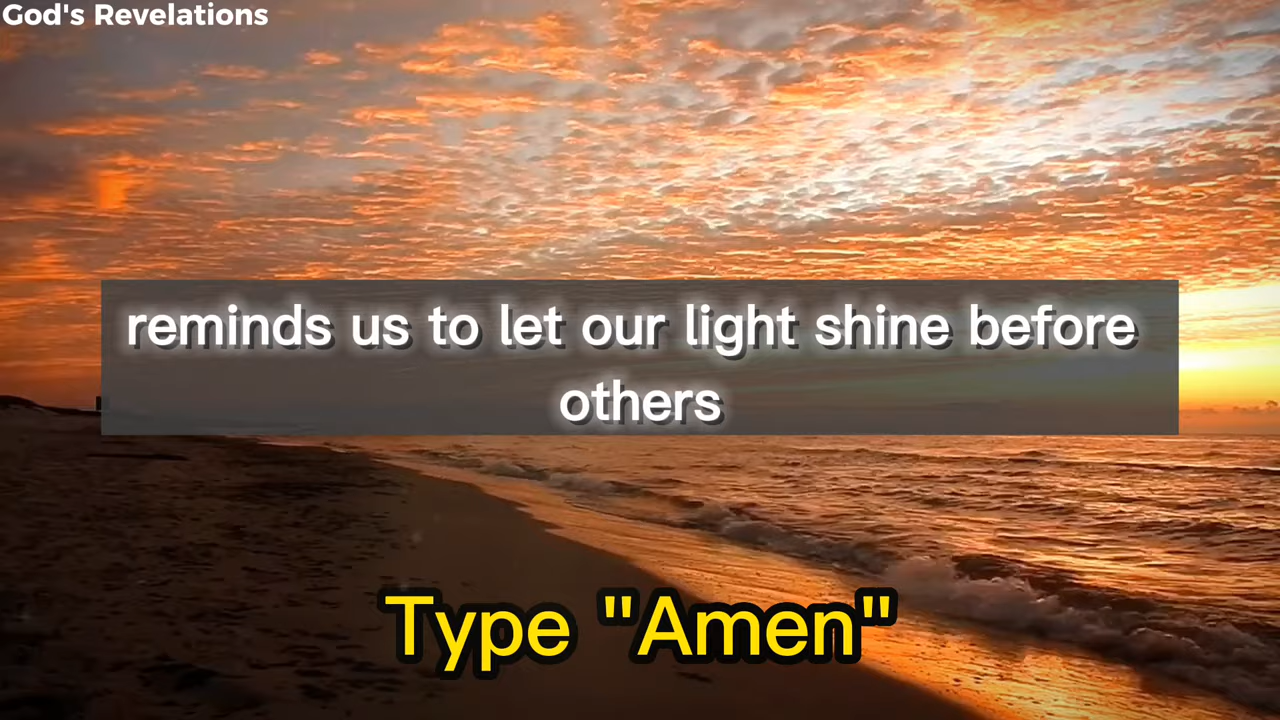 God's Revelations
reminds us to let our light shine before
others
Type "Amen"